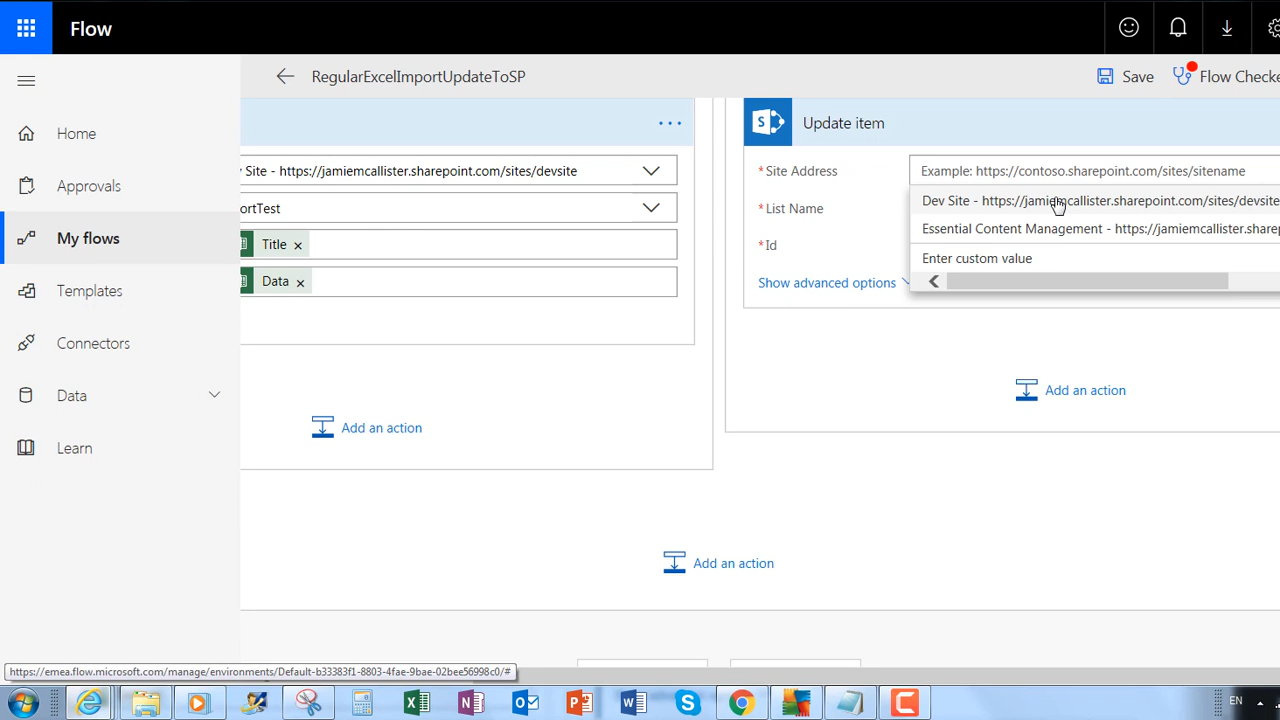 Flow
RegularExcelImportUpdateToSP
Save
Flow Checke
Home
Approvals
My flows
Templates
Connectors
Data
Learn
y Site - https://jamiemcallister.sharepoint.com/sites/devsite
ortTest
Title ×
Data ×
Add an action
Update item
* Site Address
Example: https://contoso.sharepoint.com/sites/sitename
* List Name
* Id
Show advanced options
Dev Site - https://jamiemcallister.sharepoint.com/sites/devsite
Essential Content Management - https://jamiemcallister.sharep
Enter custom value
Add an action
Add an action
https://emea.flow.microsoft.com/manage/environments/Default-b33383f1-8803-4fae-9bae-02bee56998c0/#
EN